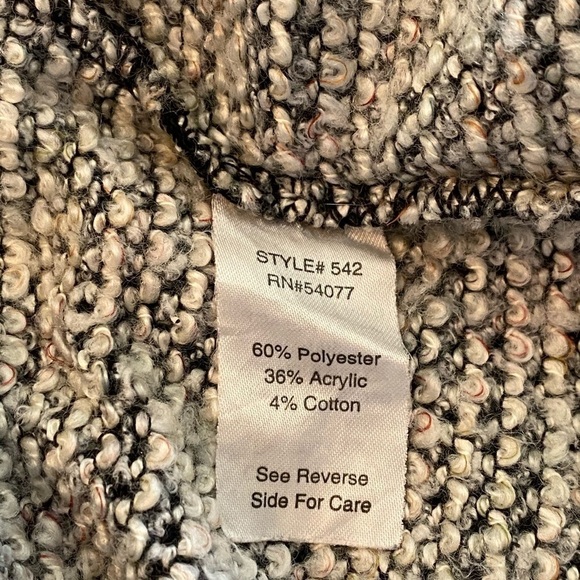 STYLE# 542
RN#54077
60% Polyester
36% Acrylic
4% Cotton
See Reverse
Side For Care